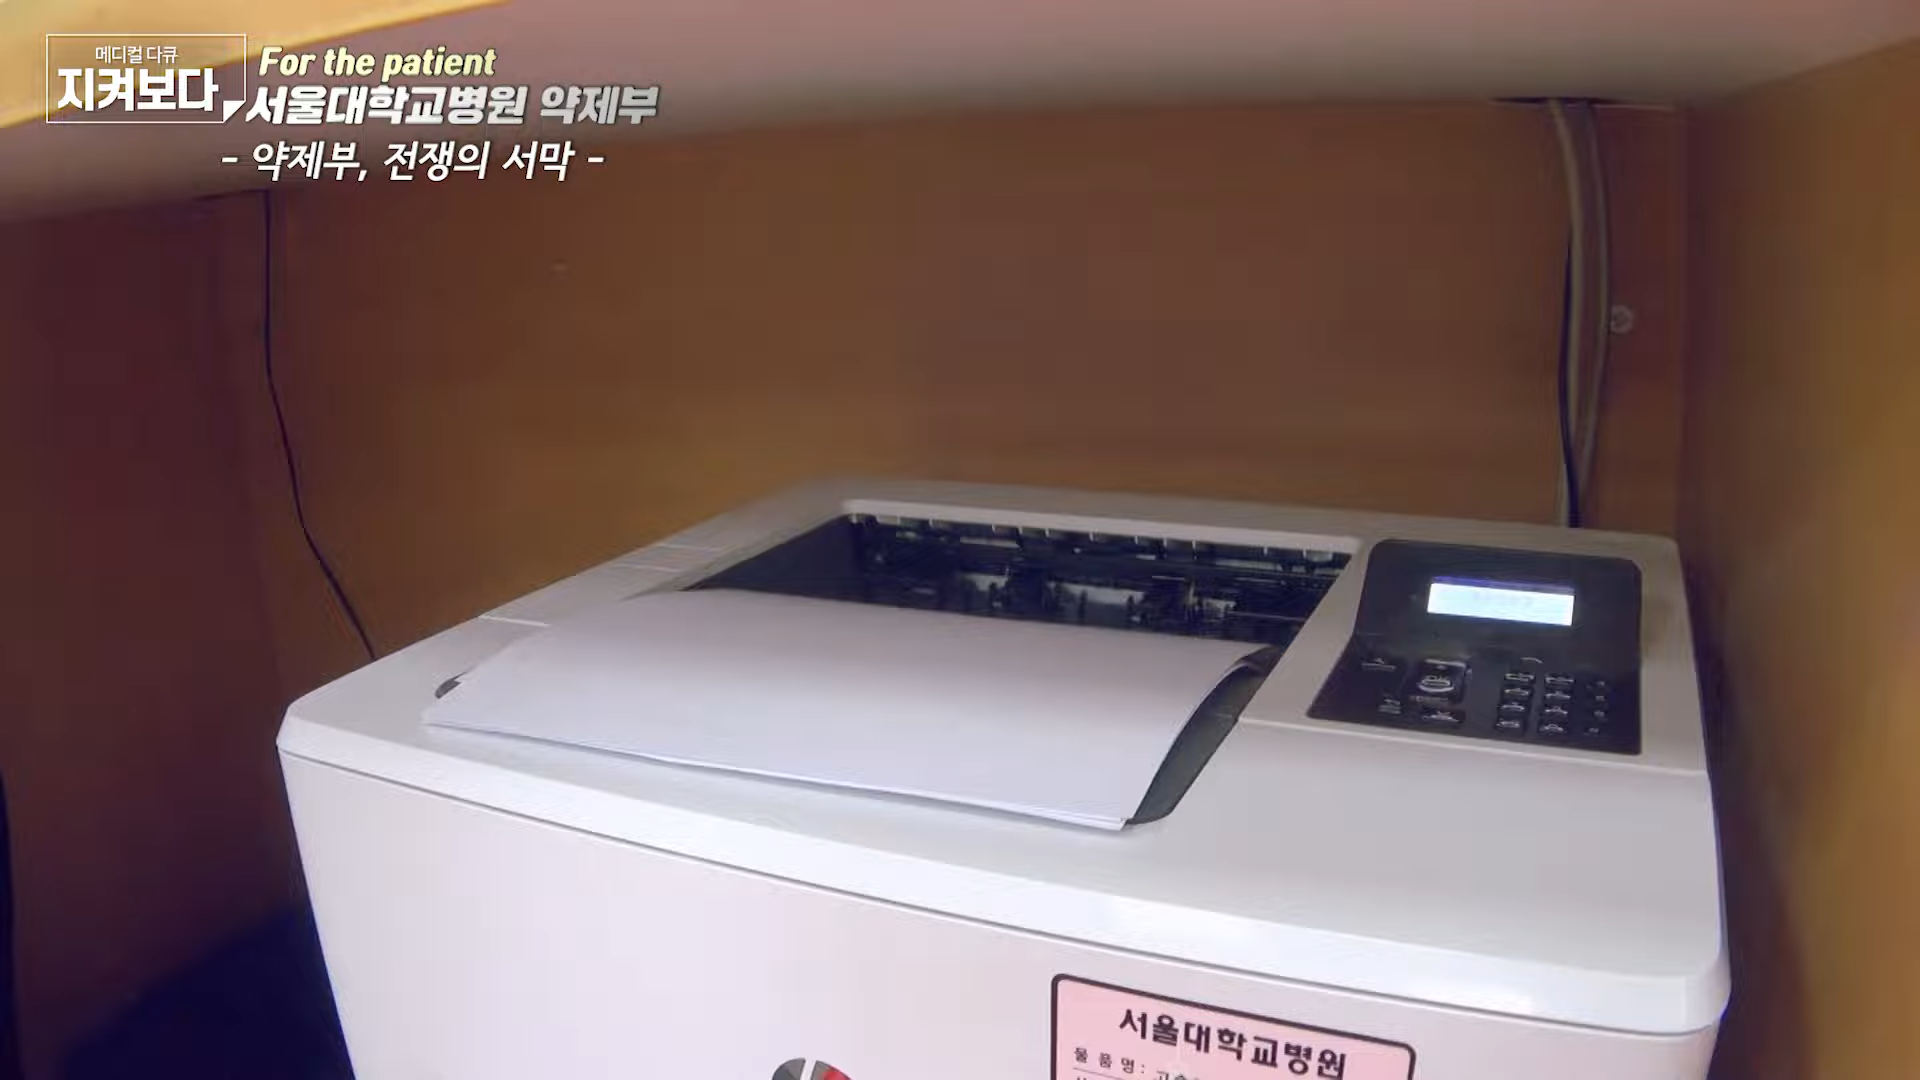 메디컬 다큐
지켜보다
For the patient
서울대학교병원 약제부
- 약제부, 전쟁의 서막 -
서울대학교병원
물 품 명 :